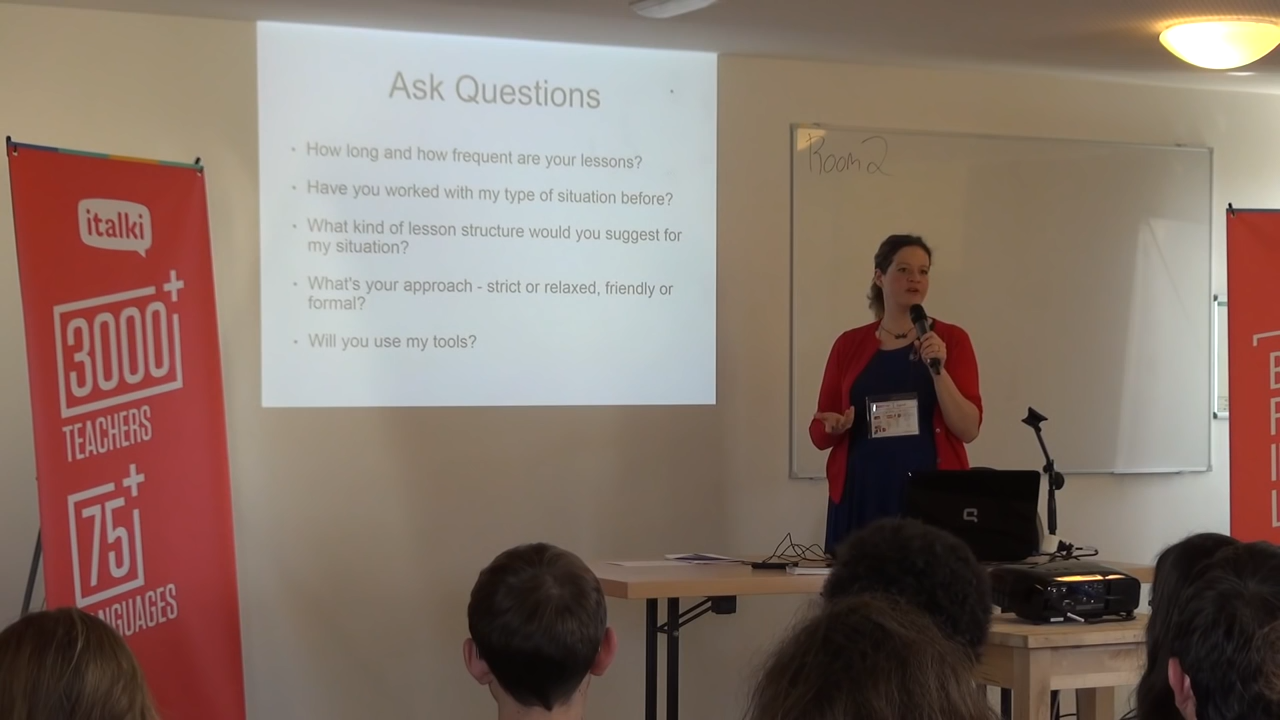 italki
3000+
TEACHERS
75+
LANGUAGES
Ask Questions
• How long and how frequent are your lessons?
• Have you worked with my type of situation before?
• What kind of lesson structure would you suggest for
my situation?
• What's your approach - strict or relaxed, friendly or
formal?
• Will you use my tools?
Room 2